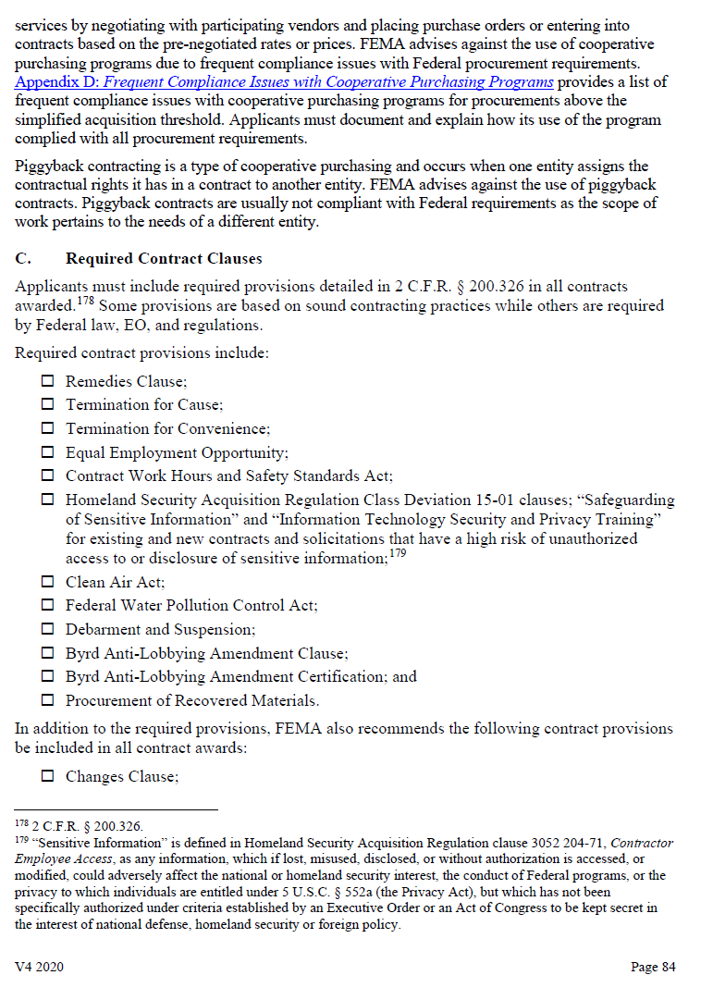 services by negotiating with participating vendors and placing purchase orders or entering into
contracts based on the pre-negotiated rates or prices. FEMA advises against the use of cooperative
purchasing programs due to frequent compliance issues with Federal procurement requirements.
Appendix D: Frequent Compliance Issues with Cooperative Purchasing Programs provides a list of
frequent compliance issues with cooperative purchasing programs for procurements above the
simplified acquisition threshold. Applicants must document and explain how its use of the program
complied with all procurement requirements.
Piggyback contracting is a type of cooperative purchasing and occurs when one entity assigns the
contractual rights it has in a contract to another entity. FEMA advises against the use of piggyback
contracts. Piggyback contracts are usually not compliant with Federal requirements as the scope of
work pertains to the needs of a different entity.
C. Required Contract Clauses
Applicants must include required provisions detailed in 2 C.F.R. § 200.326 in all contracts
awarded.178 Some provisions are based on sound contracting practices while others are required
by Federal law, EO, and regulations.
Required contract provisions include:
☐ Remedies Clause;
☐ Termination for Cause;
☐ Termination for Convenience;
☐ Equal Employment Opportunity;
☐ Contract Work Hours and Safety Standards Act;
☐ Homeland Security Acquisition Regulation Class Deviation 15-01 clauses; “Safeguarding
of Sensitive Information” and “Information Technology Security and Privacy Training”
for existing and new contracts and solicitations that have a high risk of unauthorized
access to or disclosure of sensitive information;179
☐ Clean Air Act;
☐ Federal Water Pollution Control Act;
☐ Debarment and Suspension;
☐ Byrd Anti-Lobbying Amendment Clause;
☐ Byrd Anti-Lobbying Amendment Certification; and
☐ Procurement of Recovered Materials.
In addition to the required provisions, FEMA also recommends the following contract provisions
be included in all contract awards:
☐ Changes Clause;
178 2 C.F.R. § 200.326.
179 “Sensitive Information” is defined in Homeland Security Acquisition Regulation clause 3052 204-71, Contractor
Employee Access, as any information, which if lost, misused, disclosed, or without authorization is accessed, or
modified, could adversely affect the national or homeland security interest, the conduct of Federal programs, or the
privacy to which individuals are entitled under 5 U.S.C. § 552a (the Privacy Act), but which has not been
specifically authorized under criteria established by an Executive Order or an Act of Congress to be kept secret in
the interest of national defense, homeland security or foreign policy.
V4 2020 Page 84